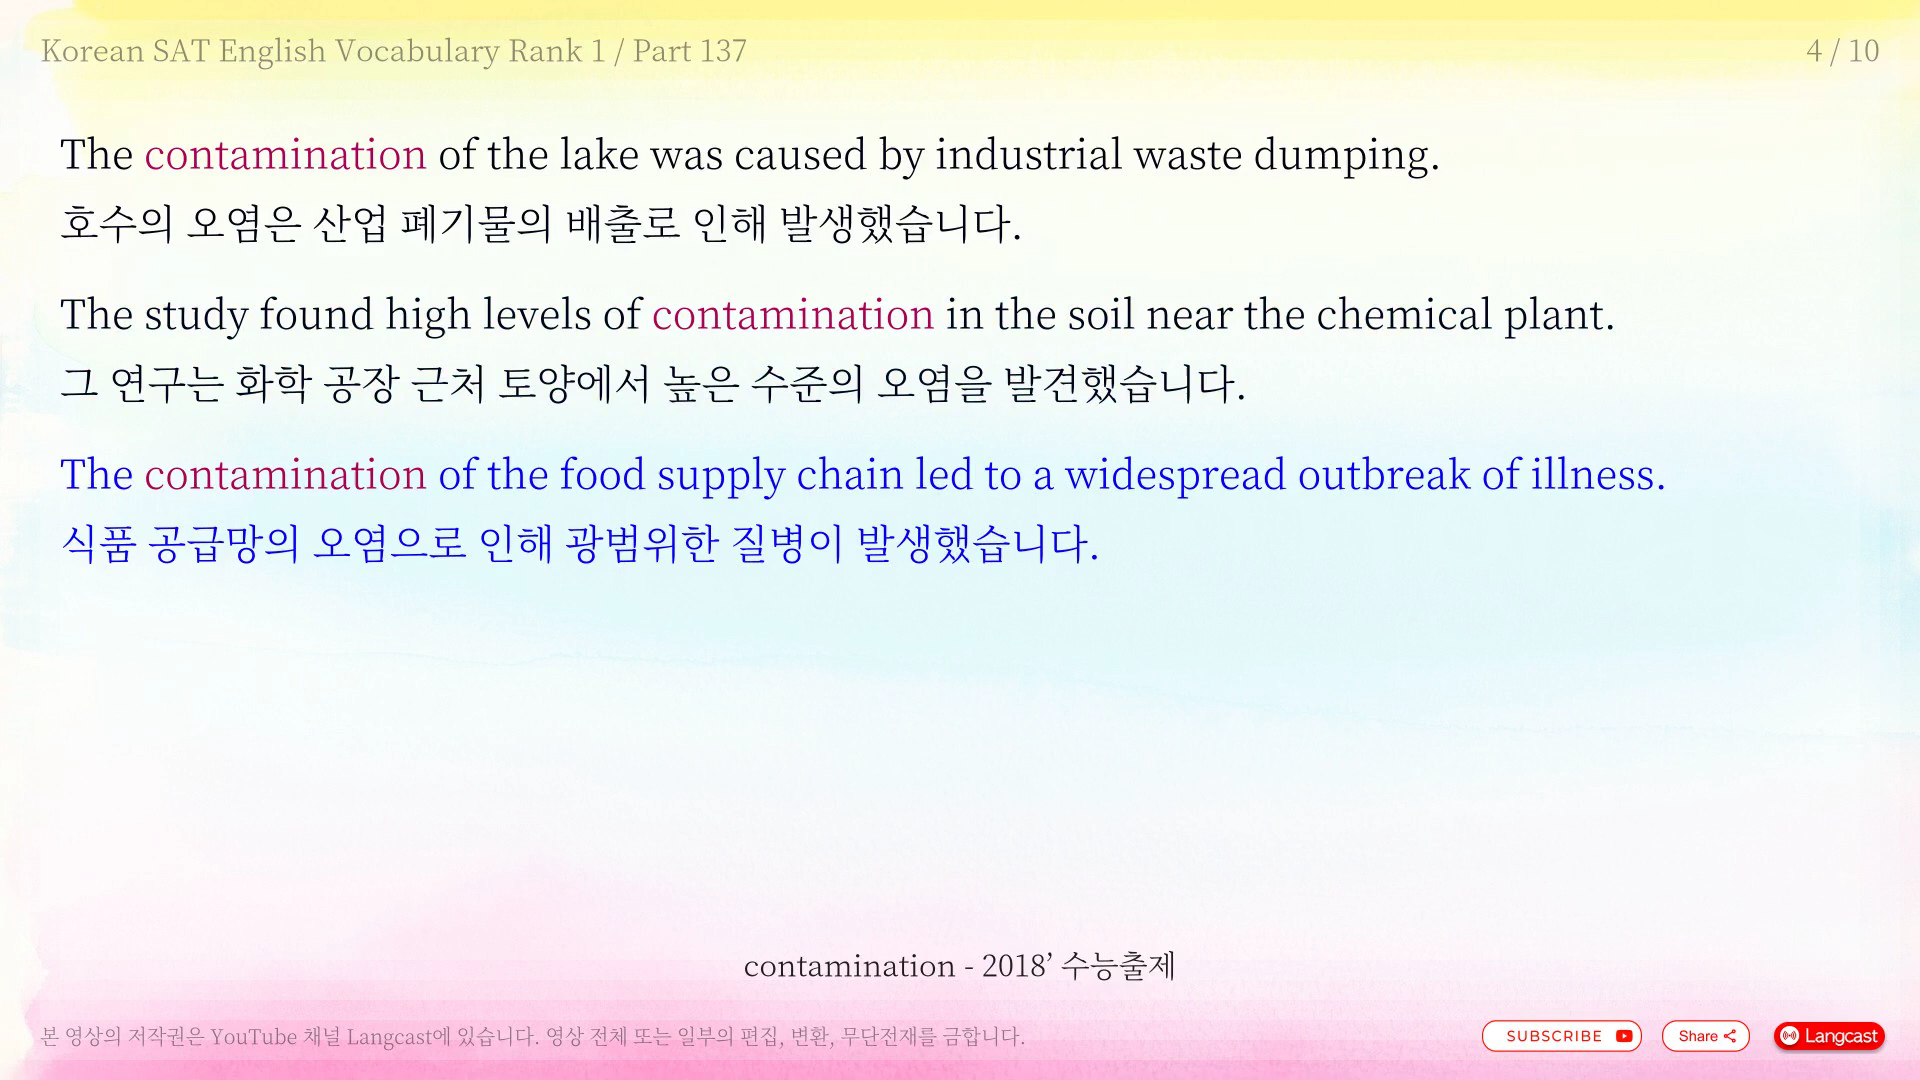 Korean SAT English Vocabulary Rank 1 / Part 137
4 / 10
The contamination of the lake was caused by industrial waste dumping.
호수의 오염은 산업 폐기물의 배출로 인해 발생했습니다.
The study found high levels of contamination in the soil near the chemical plant.
그 연구는 화학 공장 근처 토양에서 높은 수준의 오염을 발견했습니다.
The contamination of the food supply chain led to a widespread outbreak of illness.
식품 공급망의 오염으로 인해 광범위한 질병이 발생했습니다.
contamination - 2018’ 수능출제
본 영상의 저작권은 YouTube 채널 Langcast에 있습니다. 영상 전체 또는 일부의 편집, 변환, 무단전재를 금합니다.
SUBSCRIBE
Share
Langcast